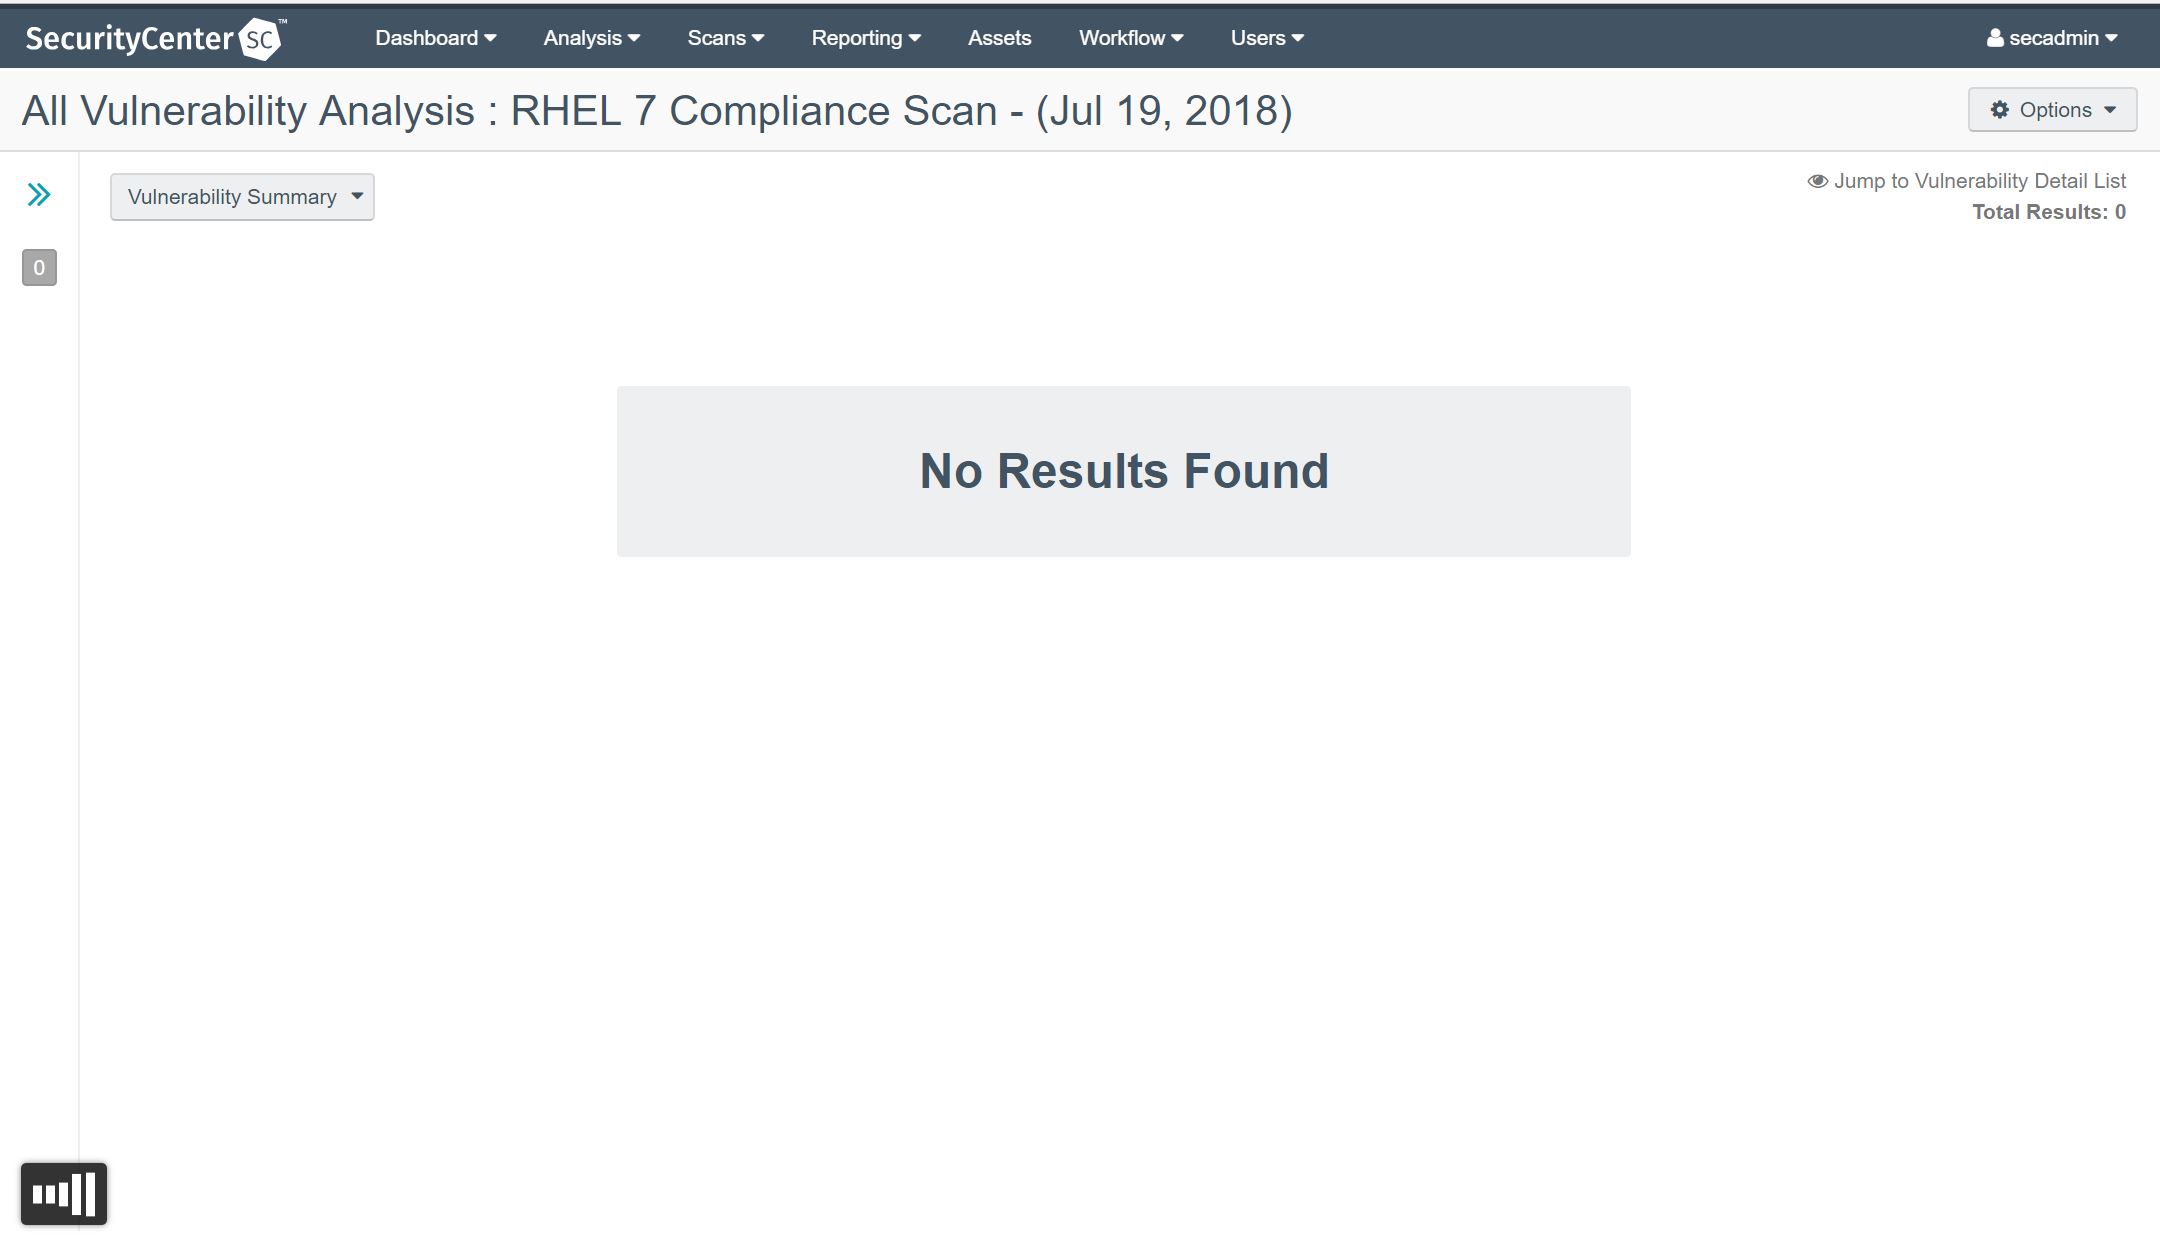 SecurityCenter SC™ Dashboard Analysis Scans Reporting Assets Workflow Users secadmin
All Vulnerability Analysis : RHEL 7 Compliance Scan - (Jul 19, 2018) Options
Vulnerability Summary
Jump to Vulnerability Detail List
Total Results: 0
0
No Results Found